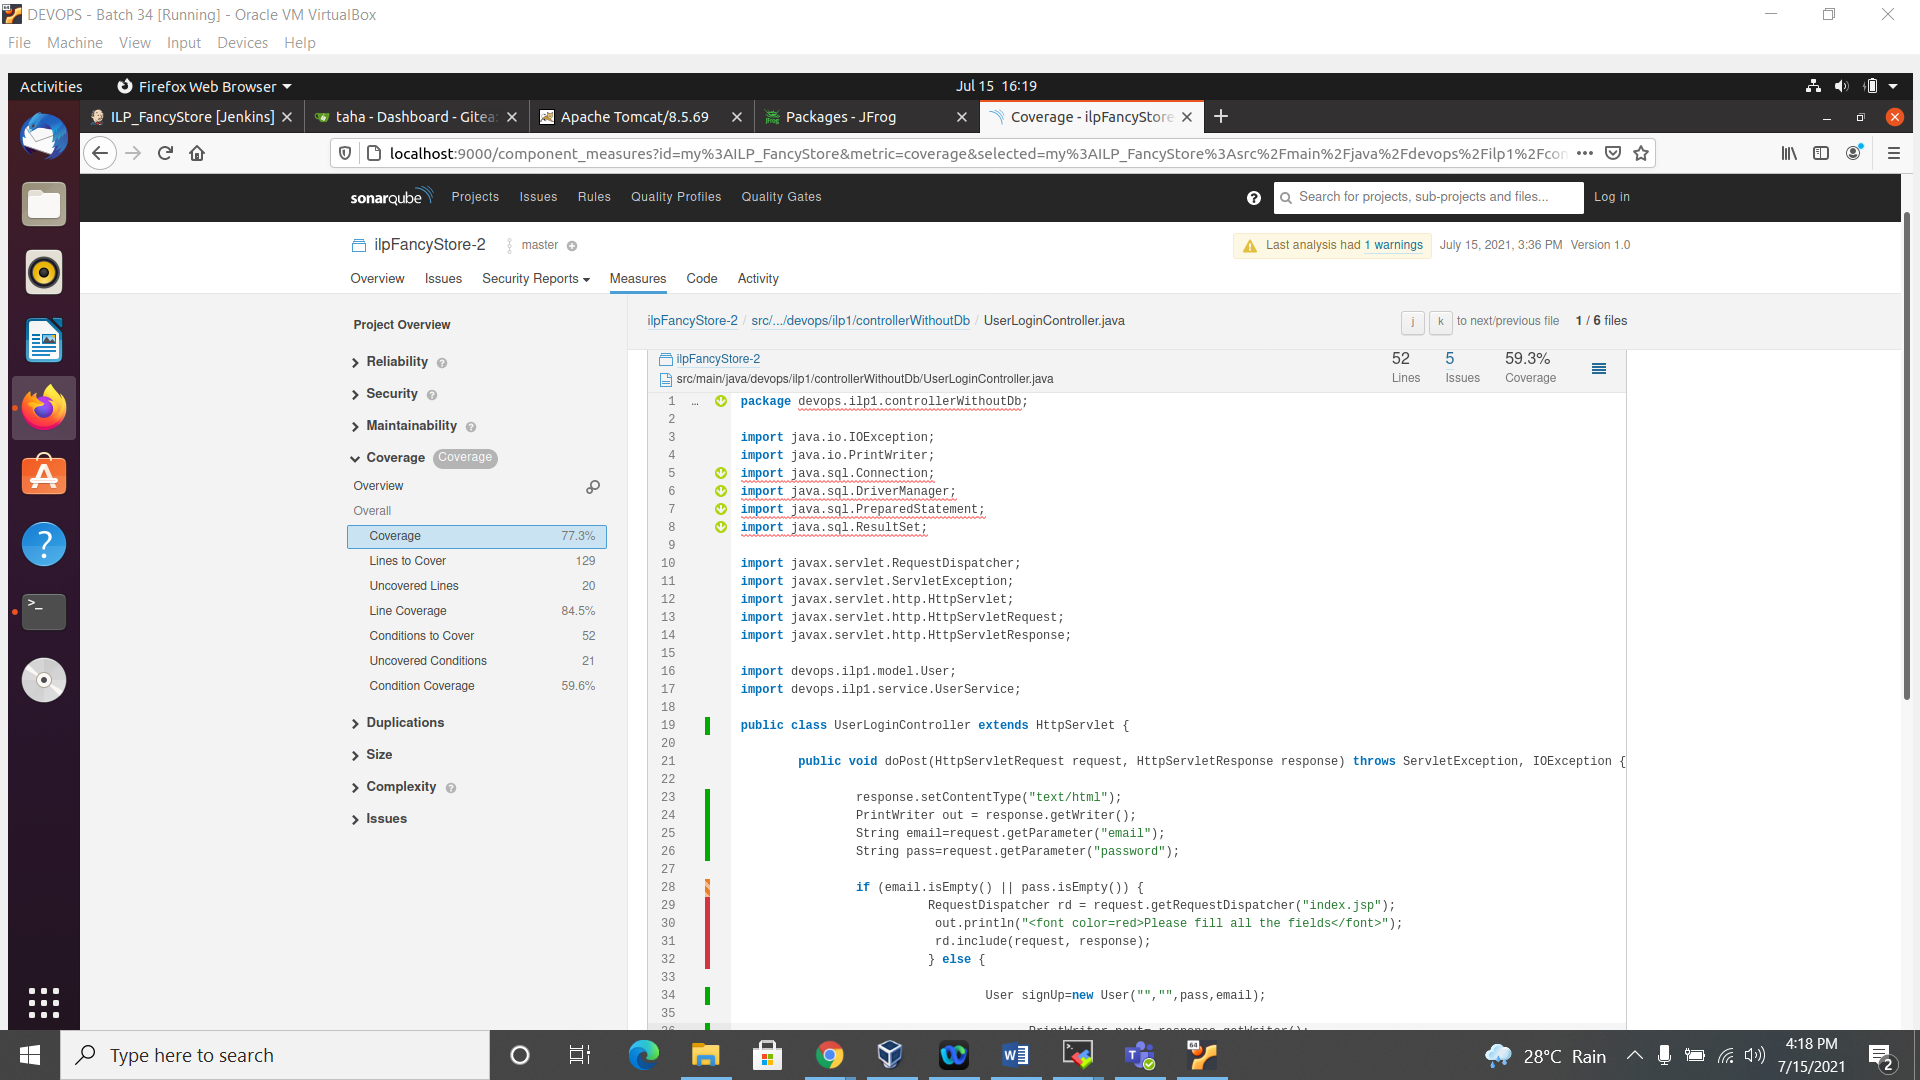 DEVOPS - Batch 34 [Running] - Oracle VM VirtualBox
File Machine View Input Devices Help
Activities Firefox Web Browser Jul 15 16:19
ILP_FancyStore [Jenkins] taha - Dashboard - Gitea: Apache Tomcat/8.5.69 Packages - JFrog Coverage - ilpFancyStore
localhost:9000/component_measures?id=my%3AILP_FancyStore&metric=coverage&selected=my%3AILP_FancyStore%3Asrc%2Fmain%2Fjava%2Fdevops%2Filp1%2Fcon
sonarqube Projects Issues Rules Quality Profiles Quality Gates Search for projects, sub-projects and files... Log in
ilpFancyStore-2 master Last analysis had 1 warnings July 15, 2021, 3:36 PM Version 1.0
Overview Issues Security Reports Measures Code Activity
Project Overview
Reliability
Security
Maintainability
Coverage Coverage
Overview
Overall
Coverage 77.3%
Lines to Cover 129
Uncovered Lines 20
Line Coverage 84.5%
Conditions to Cover 52
Uncovered Conditions 21
Condition Coverage 59.6%
Duplications
Size
Complexity
Issues
ilpFancyStore-2 / src/.../devops/ilp1/controllerWithoutDb / UserLoginController.java j k to next/previous file 1 / 6 files
ilpFancyStore-2
src/main/java/devops/ilp1/controllerWithoutDb/UserLoginController.java
52 5 59.3%
Lines Issues Coverage
1 ... package devops.ilp1.controllerWithoutDb;
2
3 import java.io.IOException;
4 import java.io.PrintWriter;
5 import java.sql.Connection;
6 import java.sql.DriverManager;
7 import java.sql.PreparedStatement;
8 import java.sql.ResultSet;
9
10 import javax.servlet.RequestDispatcher;
11 import javax.servlet.ServletException;
12 import javax.servlet.http.HttpServlet;
13 import javax.servlet.http.HttpServletRequest;
14 import javax.servlet.http.HttpServletResponse;
15
16 import devops.ilp1.model.User;
17 import devops.ilp1.service.UserService;
18
19 public class UserLoginController extends HttpServlet {
20
21 public void doPost(HttpServletRequest request, HttpServletResponse response) throws ServletException, IOException {
22
23 response.setContentType("text/html");
24 PrintWriter out = response.getWriter();
25 String email=request.getParameter("email");
26 String pass=request.getParameter("password");
27
28 if (email.isEmpty() || pass.isEmpty()) {
29 RequestDispatcher rd = request.getRequestDispatcher("index.jsp");
30 out.println("<font color=red>Please fill all the fields</font>");
31 rd.include(request, response);
32 } else {
33
34 User signUp=new User("","",pass,email);
35
Type here to search
28°C Rain
4:18 PM
7/15/2021
2